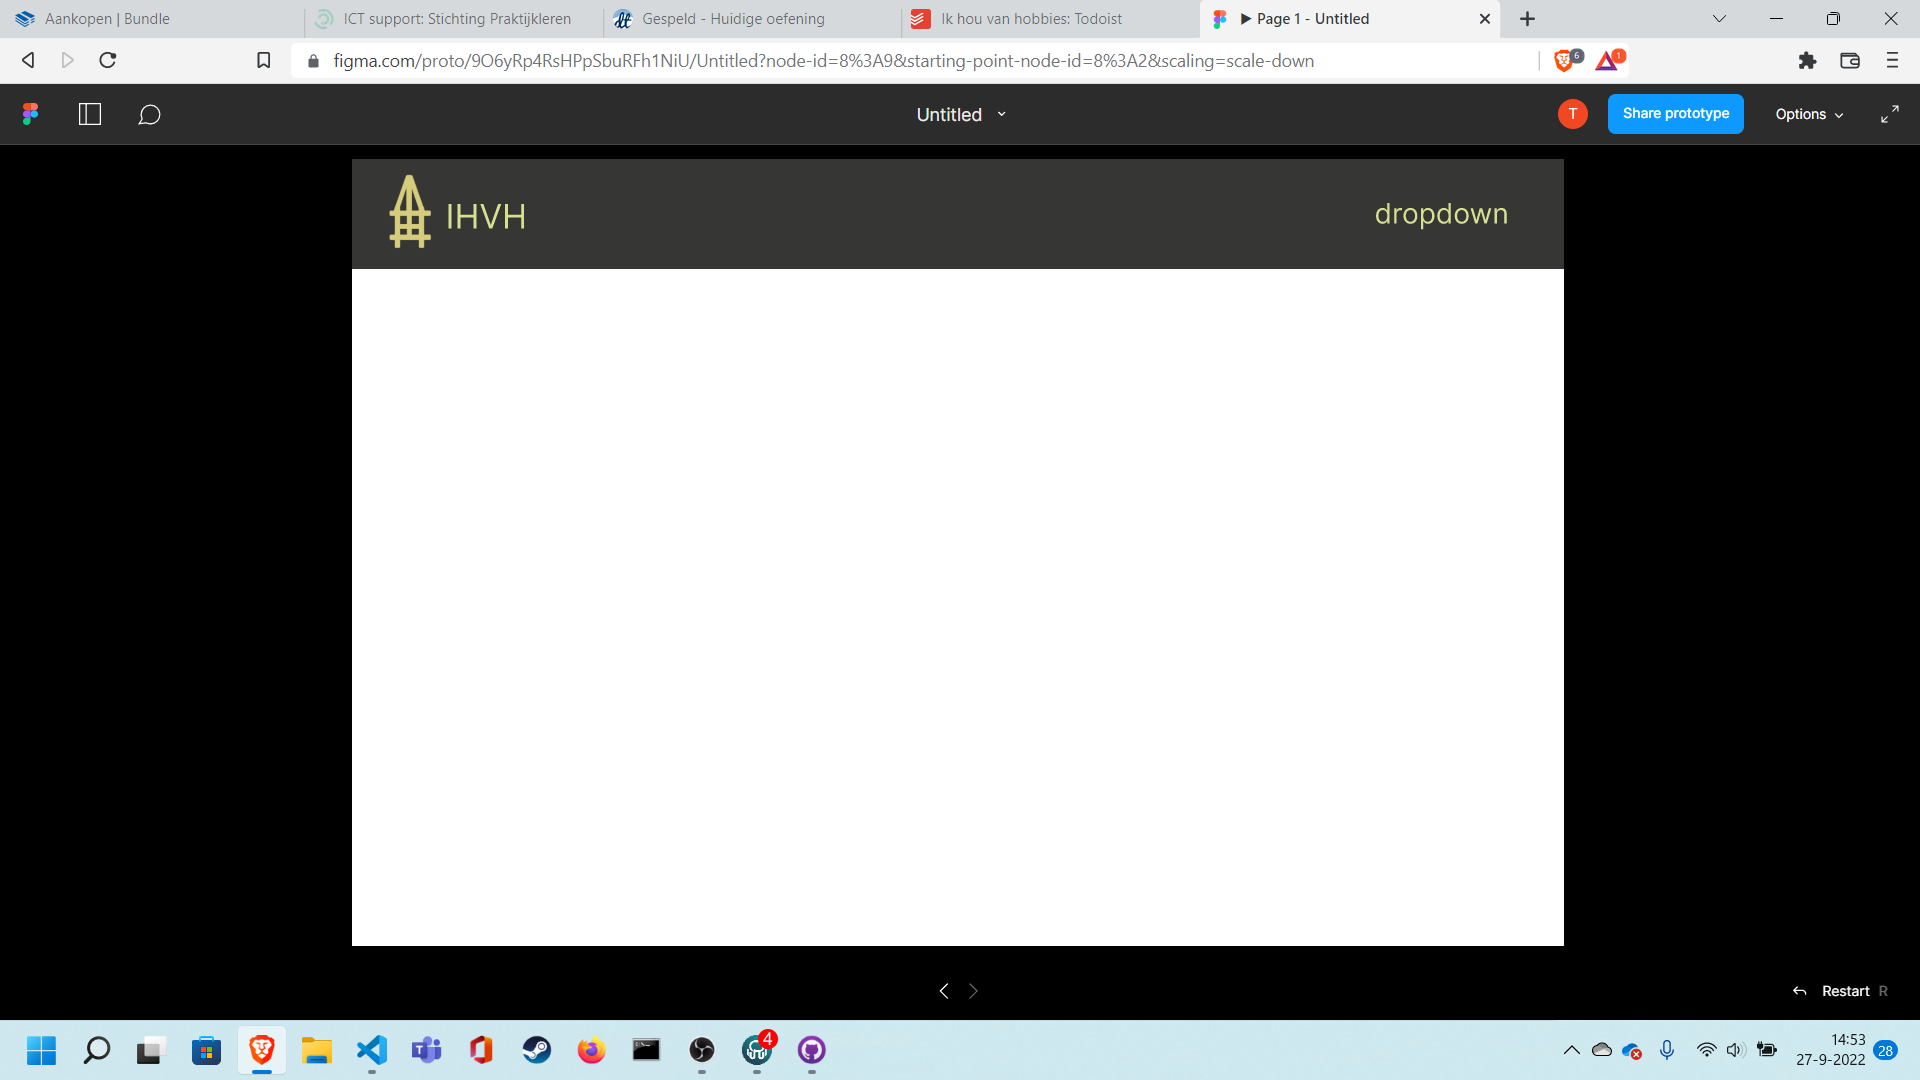 Aankopen | Bundle
ICT support: Stichting Praktijkleren
Gespeld - Huidige oefening
Ik hou van hobbies: Todoist
▶ Page 1 - Untitled
figma.com/proto/9O6yRp4RsHPpSbuRFh1NiU/Untitled?node-id=8%3A9&starting-point-node-id=8%3A2&scaling=scale-down
6
1
Untitled
T
Share prototype
Options
IHVH
dropdown
Restart R
4
14:53
27-9-2022
28